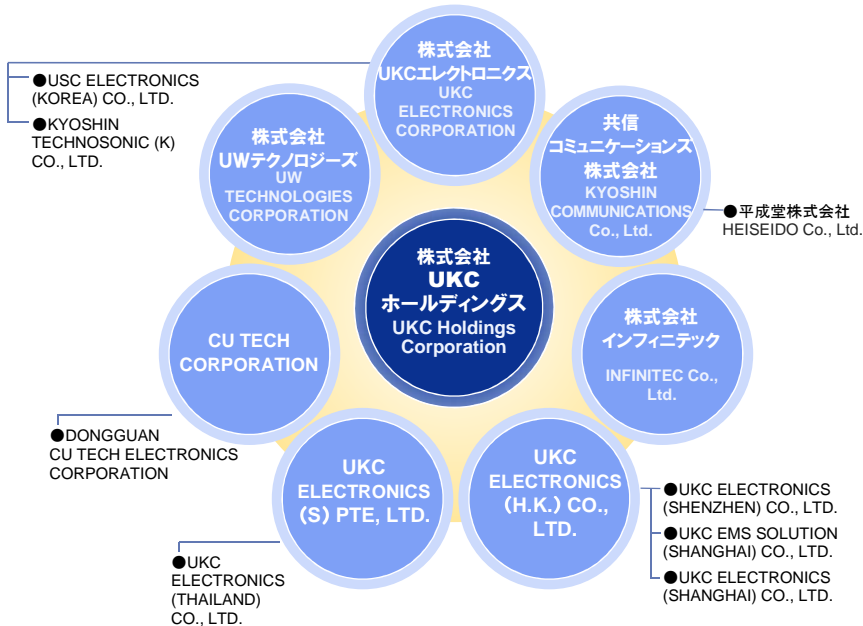 株式会社
UKCエレクトロニクス
UKC
ELECTRONICS
CORPORATION
●USC ELECTRONICS
(KOREA) CO., LTD.
●KYOSHIN
TECHNOSONIC (K)
CO., LTD.
株式会社
UWテクノロジーズ
UW
TECHNOLOGIES
CORPORATION
共信
コミュニケーションズ
株式会社
KYOSHIN
COMMUNICATIONS
Co., Ltd.
●平成堂株式会社
HEISEIDO Co., Ltd.
株式会社
UKC
ホールディングス
UKC Holdings
Corporation
CU TECH
CORPORATION
株式会社
インフィニテック
INFINITEC Co.,
Ltd.
●DONGGUAN
CU TECH ELECTRONICS
CORPORATION
UKC
ELECTRONICS
(S) PTE, LTD.
UKC
ELECTRONICS
(H.K.) CO.,
LTD.
●UKC ELECTRONICS
(SHENZHEN) CO., LTD.
●UKC EMS SOLUTION
(SHANGHAI) CO., LTD.
●UKC ELECTRONICS
(SHANGHAI) CO., LTD.
●UKC
ELECTRONICS
(THAILAND)
CO., LTD.